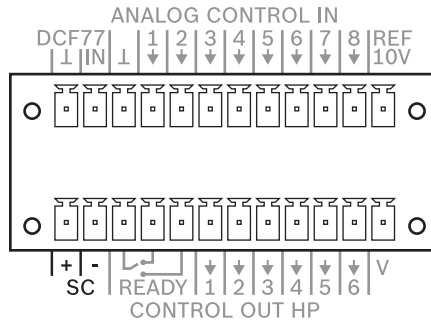 ANALOG CONTROL IN
DCF77 1 2 3 4 5 6 7 8 REF
⊥ IN ⊥ 10V
+ - 1 2 3 4 5 6 V
SC READY
CONTROL OUT HP